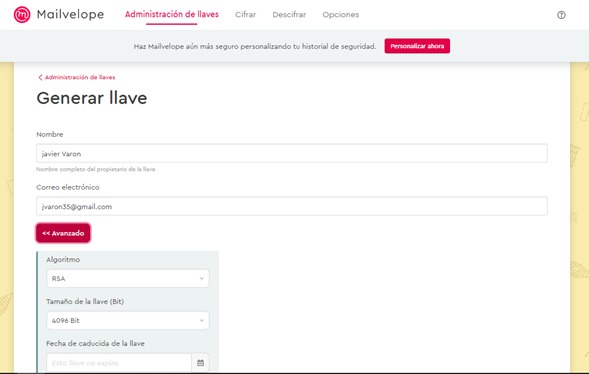 Mailvelope Administración de llaves Cifrar Descifrar Opciones
Haz Mailvelope aún más seguro personalizando tu historial de seguridad. Personalizar ahora
Administración de llaves
Generar llave
Nombre
javier Varon
Nombre completo del propietario de la llave
Correo electrónico
jvaron35@gmail.com
<< Avanzado
Algoritmo
RSA
Tamaño de la llave (Bit)
4096 Bit
Fecha de caducida de la llave
Esta llave no expira